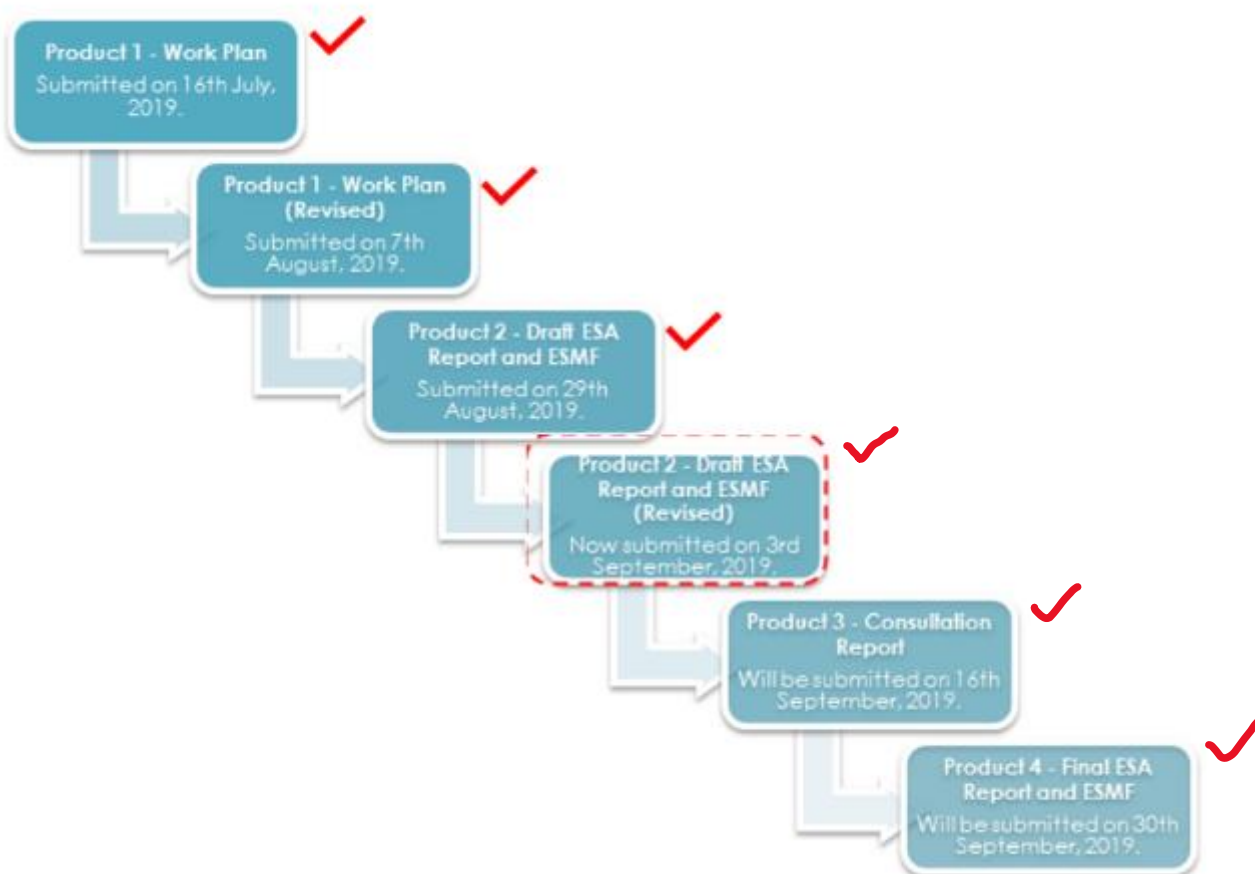 Product 1 - Work Plan
Submitted on 16th July,
2019.
Product 1 - Work Plan
(Revised)
Submitted on 7th
August, 2019.
Product 2 - Draft ESA
Report and ESMF
Submitted on 29th
August, 2019.
Product 2 - Draft ESA
Report and ESMF
(Revised)
Now submitted on 3rd
September, 2019.
Product 3 - Consultation
Report
Will be submitted on 16th
September, 2019.
Product 4 - Final ESA
Report and ESMF
Will be submitted on 30th
September, 2019.